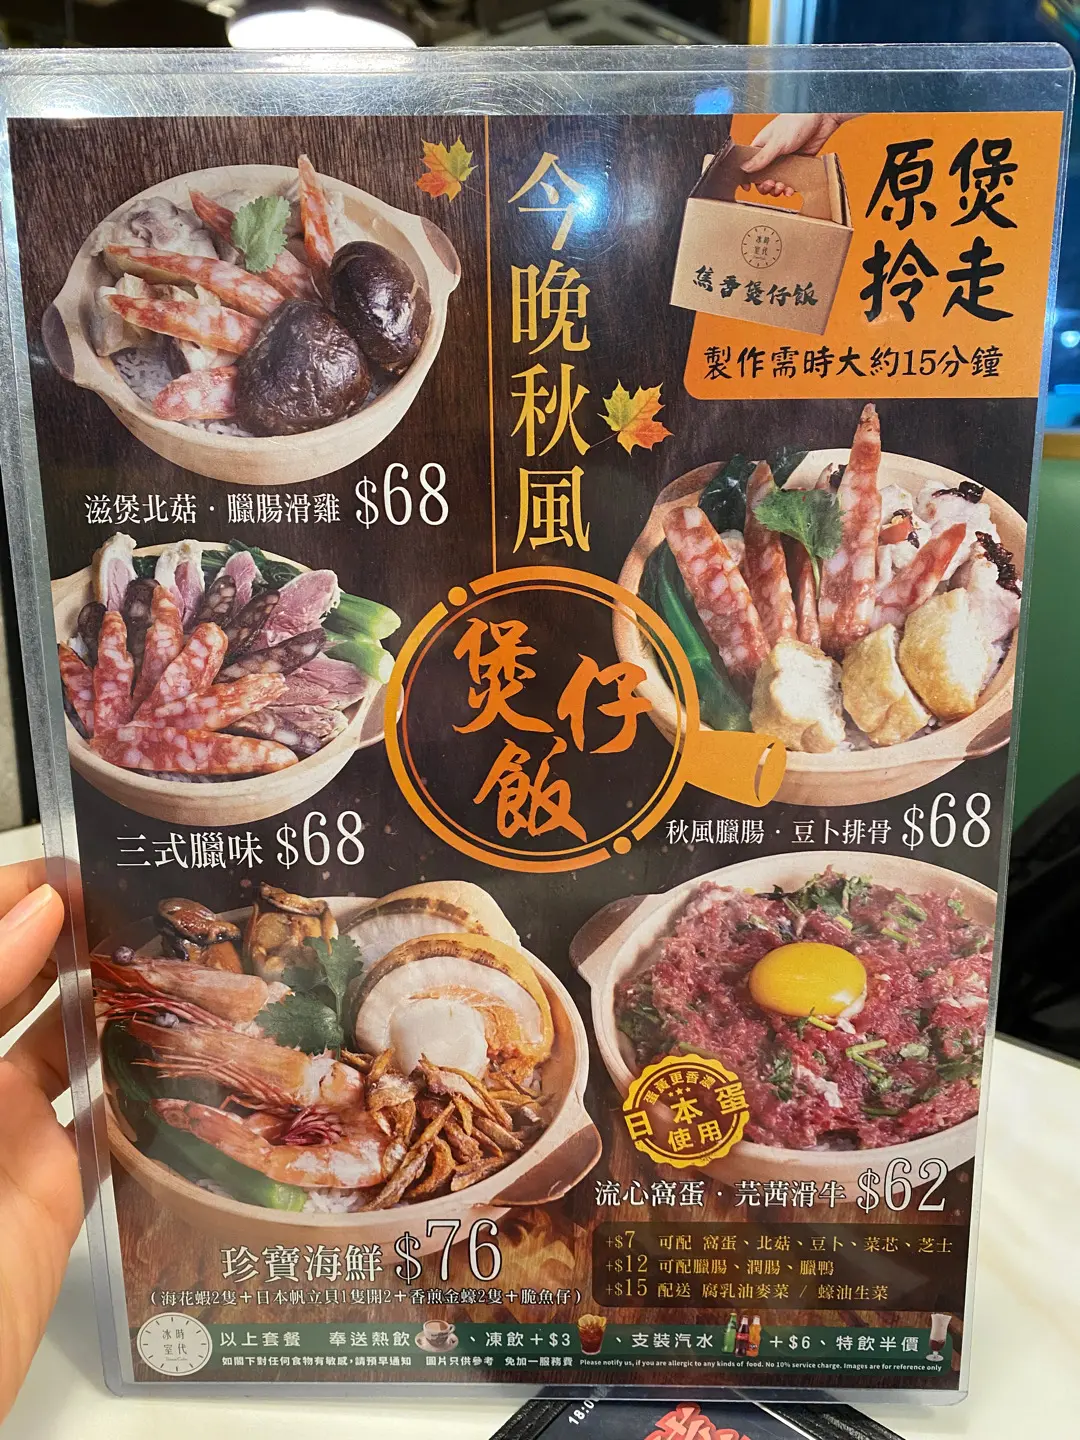 今晚秋風
煲仔飯
原煲
拎走
製作需時大約15分鐘
冰室
時代
焦香煲仔飯
滋煲北菇·臘腸滑雞 $68
三式臘味 $68
秋風臘腸·豆卜排骨 $68
珍寶海鮮 $76
(海花蝦2隻+日本帆立貝1隻開2+香煎金蠔2隻+脆魚仔)
蛋黃更香濃
日本蛋
使用
流心窩蛋·芫茜滑牛 $62
+$7 可配 窩蛋、北菇、豆卜、菜芯、芝士
+$12 可配臘腸、潤腸、臘鴨
+$15 配送 腐乳油麥菜 / 蠔油生菜
冰室
時代
以上套餐 奉送熱飲、凍飲+$3、支裝汽水+$6、特飲半價
如閣下對任何食物有敏感,請預早通知 圖片只供參考 免加一服務費 Please notify us, if you are allergic to any kinds of food. No 10% service charge. Images are for reference only